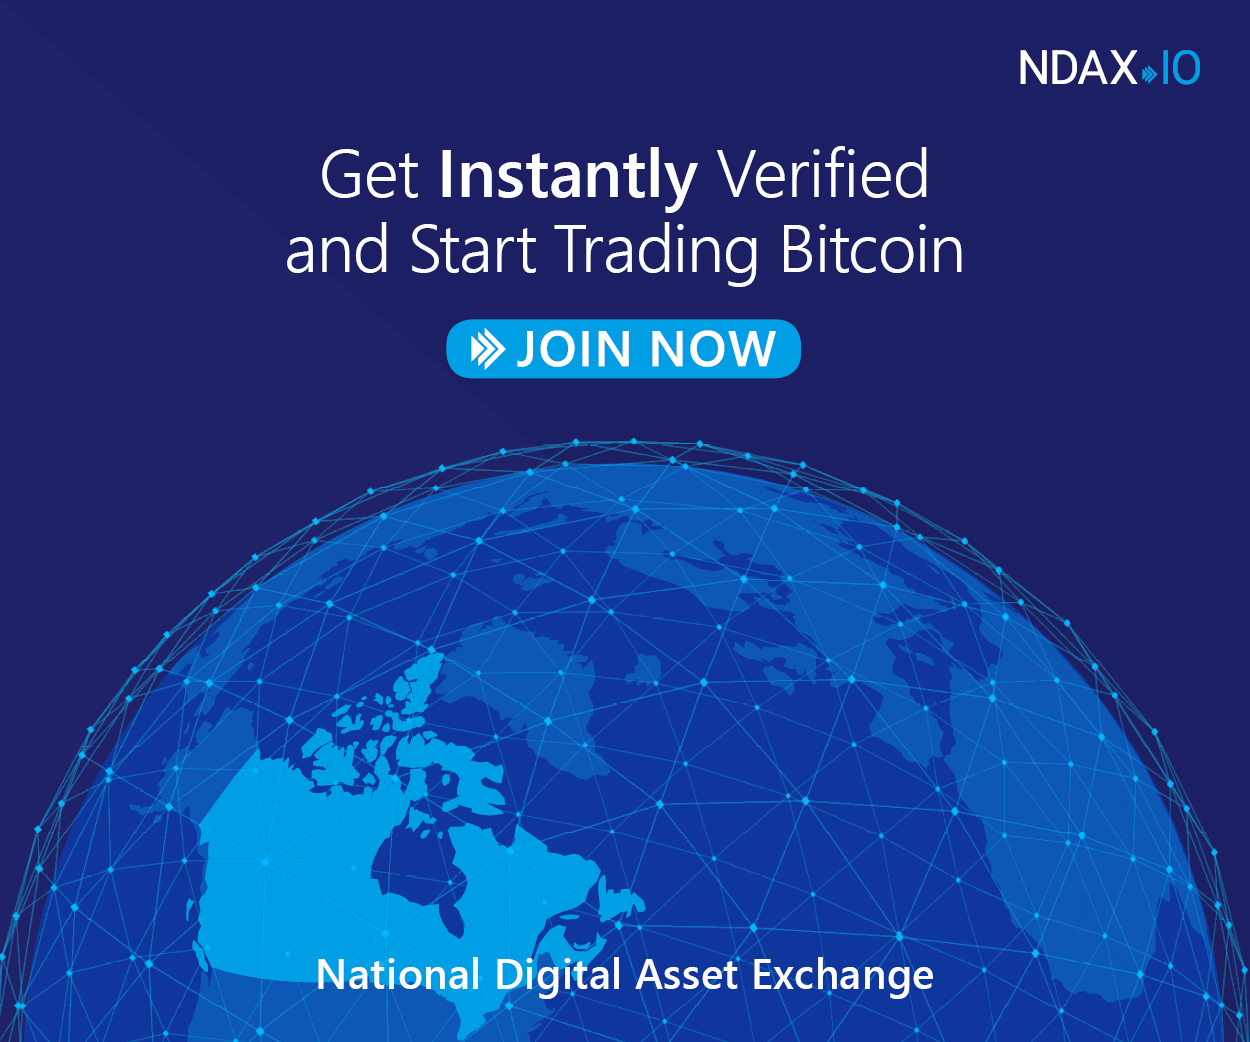 NDAX IO
Get Instantly Verified
and Start Trading Bitcoin
JOIN NOW
National Digital Asset Exchange